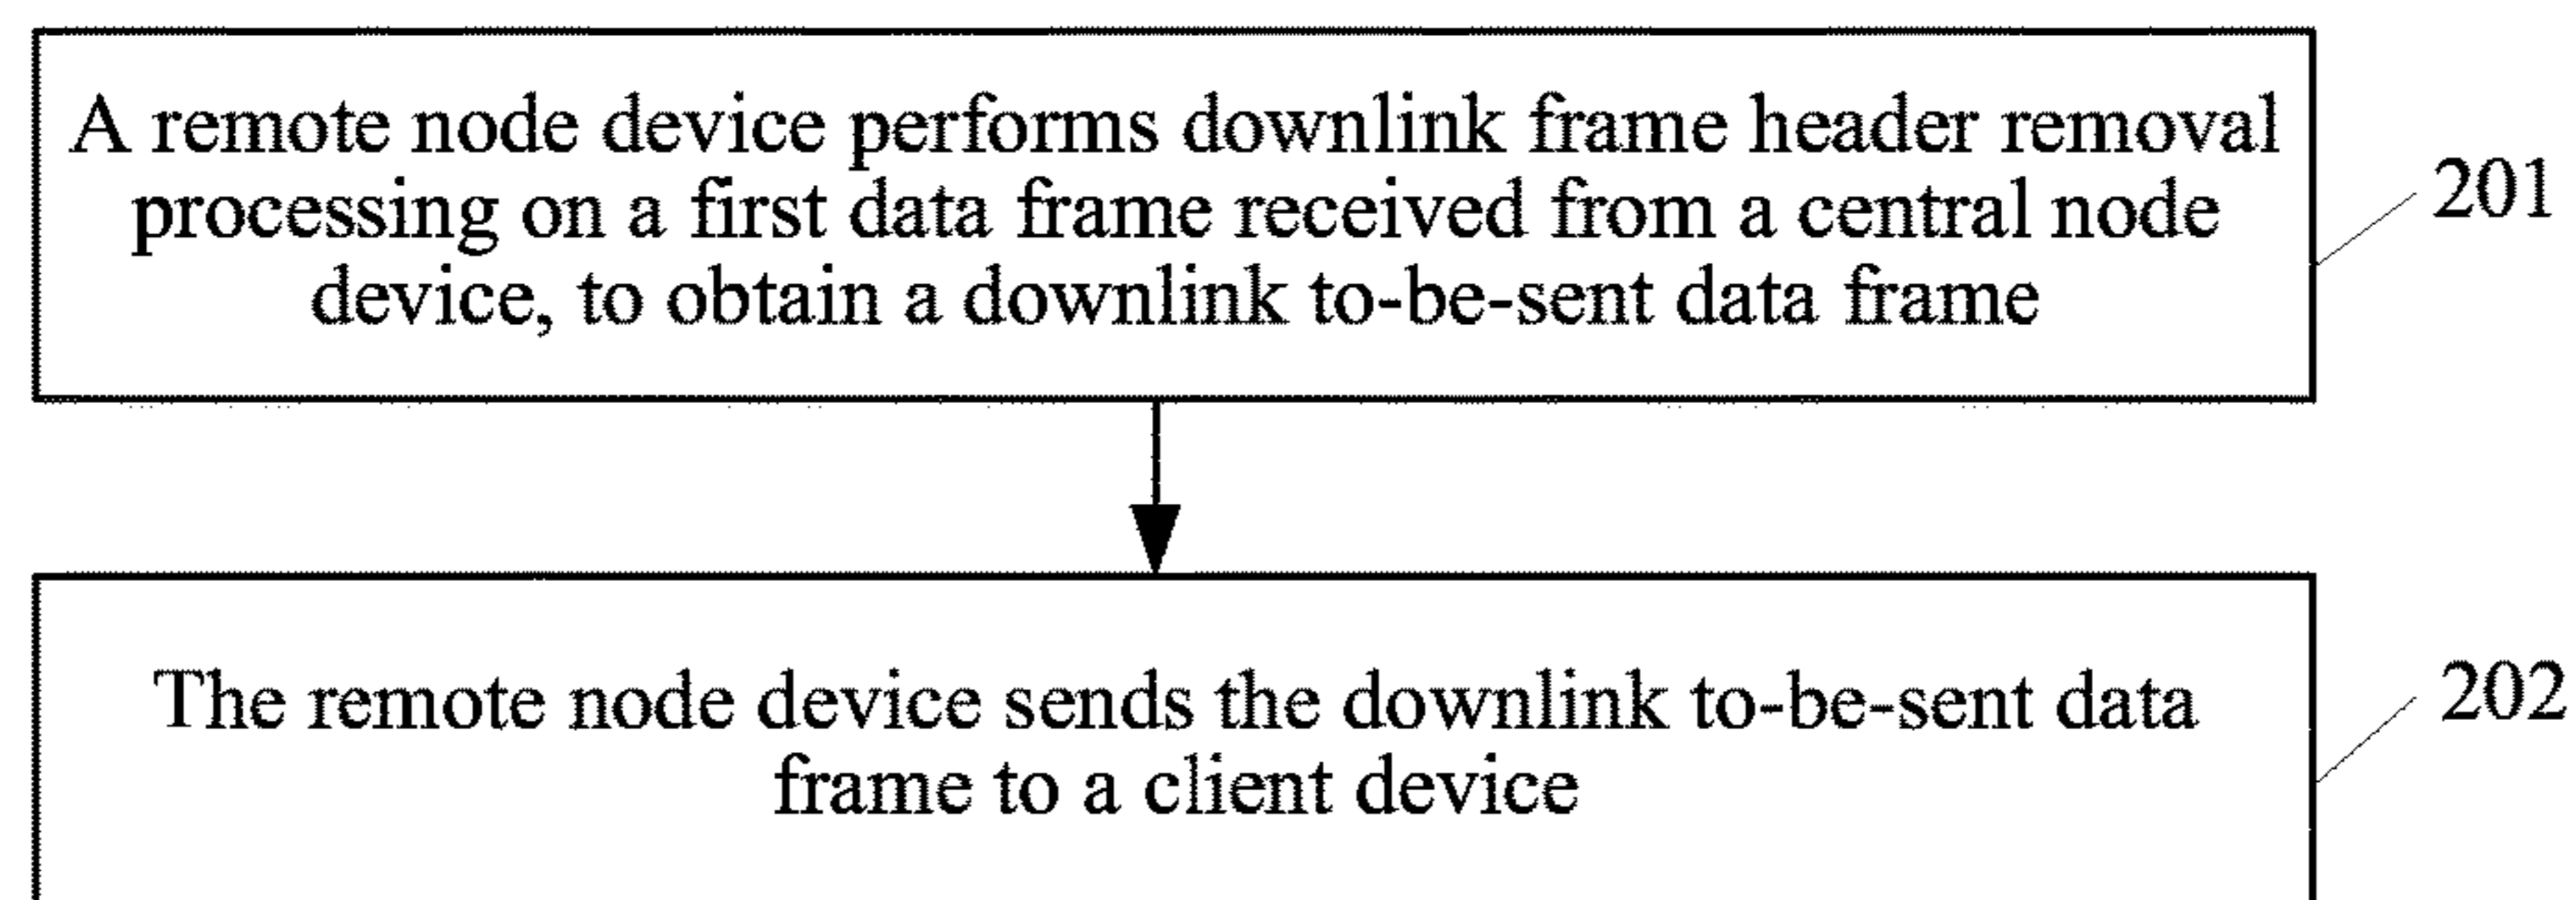 A remote node device performs downlink frame header removal
processing on a first data frame received from a central node
device, to obtain a downlink to-be-sent data frame
201
The remote node device sends the downlink to-be-sent data
frame to a client device
202